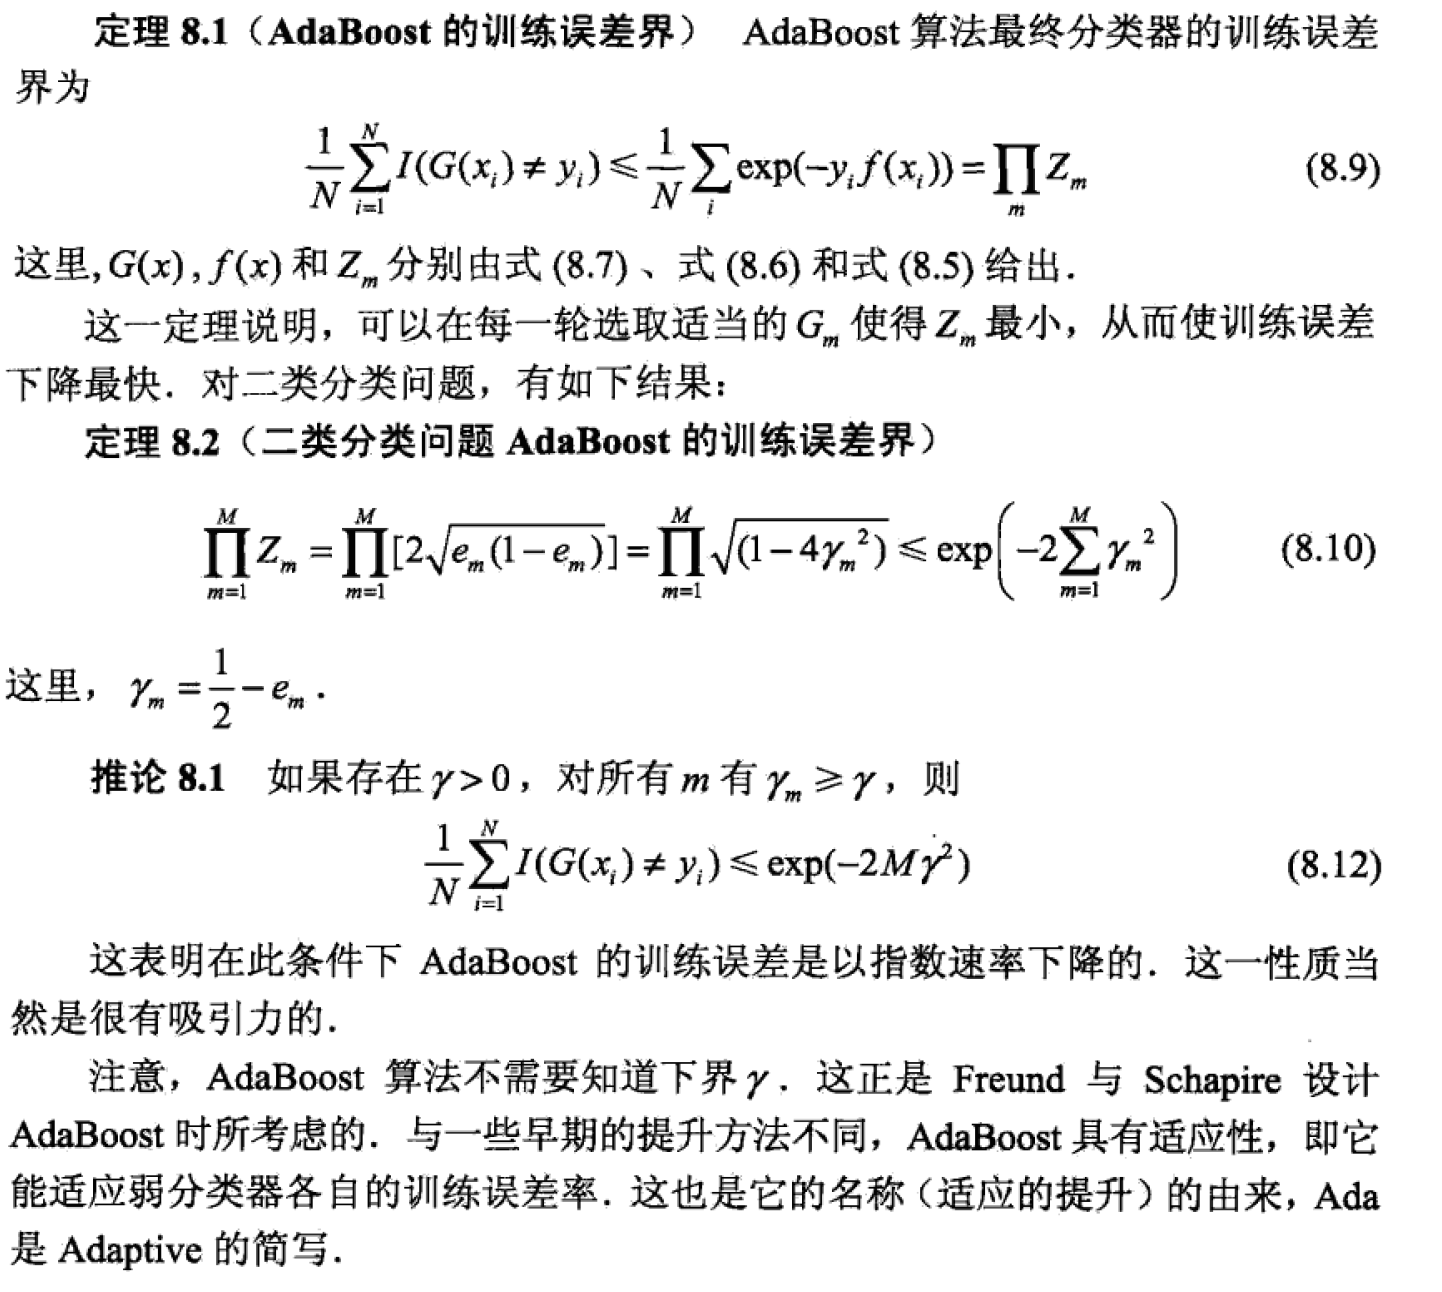 定理 8.1（AdaBoost 的训练误差界） AdaBoost 算法最终分类器的训练误差
界为
$\frac{1}{N}\sum_{i=1}^{N} I(G(x_i) \neq y_i) \leqslant \frac{1}{N}\sum_{i} \exp(-y_i f(x_i)) = \prod_{m} Z_m$ (8.9)
这里, G(x), f(x) 和 $Z_m$ 分别由式 (8.7) 、式 (8.6) 和式 (8.5) 给出.
这一定理说明，可以在每一轮选取适当的 $G_m$ 使得 $Z_m$ 最小，从而使训练误差
下降最快. 对二类分类问题，有如下结果：
定理 8.2（二类分类问题 AdaBoost 的训练误差界）
$\prod_{m=1}^{M} Z_m = \prod_{m=1}^{M} [2\sqrt{e_m(1-e_m)}] = \prod_{m=1}^{M} \sqrt{(1-4\gamma_m^2)} \leqslant \exp\left(-2\sum_{m=1}^{M} \gamma_m^2\right)$ (8.10)
这里，$\gamma_m = \frac{1}{2} - e_m$ .
推论 8.1 如果存在 $\gamma > 0$，对所有 m 有 $\gamma_m \geqslant \gamma$，则
$\frac{1}{N}\sum_{i=1}^{N} I(G(x_i) \neq y_i) \leqslant \exp(-2M\gamma^2)$ (8.12)
这表明在此条件下 AdaBoost 的训练误差是以指数速率下降的. 这一性质当
然是很有吸引力的.
注意，AdaBoost 算法不需要知道下界 $\gamma$ . 这正是 Freund 与 Schapire 设计
AdaBoost 时所考虑的. 与一些早期的提升方法不同，AdaBoost 具有适应性，即它
能适应弱分类器各自的训练误差率. 这也是它的名称（适应的提升）的由来，Ada
是 Adaptive 的简写.